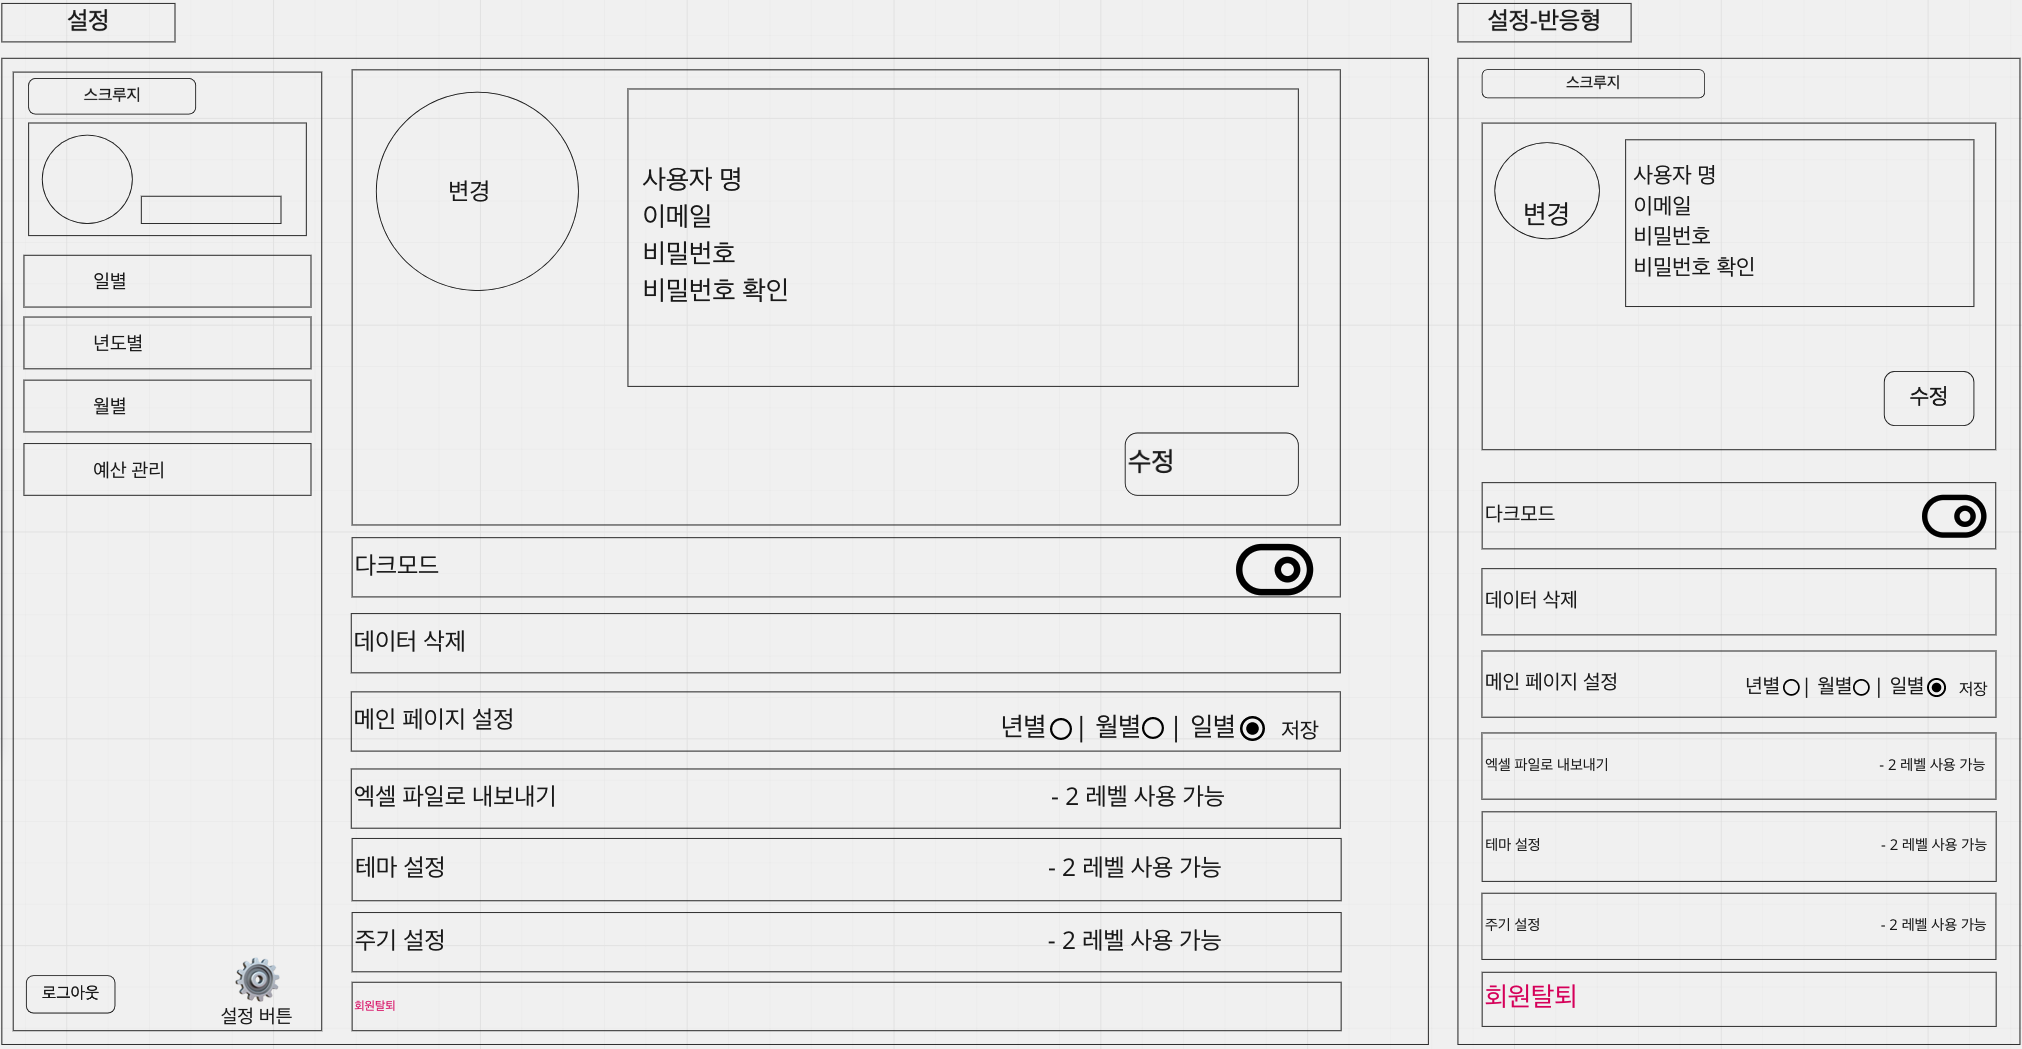 설정
스크루지
일별
년도별
월별
예산 관리
로그아웃
설정 버튼
변경
사용자 명
이메일
비밀번호
비밀번호 확인
수정
다크모드
데이터 삭제
메인 페이지 설정 년별 | 월별 | 일별 저장
엑셀 파일로 내보내기 - 2 레벨 사용 가능
테마 설정 - 2 레벨 사용 가능
주기 설정 - 2 레벨 사용 가능
회원탈퇴
설정-반응형
스크루지
변경
사용자 명
이메일
비밀번호
비밀번호 확인
수정
다크모드
데이터 삭제
메인 페이지 설정 년별 | 월별 | 일별 저장
엑셀 파일로 내보내기 - 2 레벨 사용 가능
테마 설정 - 2 레벨 사용 가능
주기 설정 - 2 레벨 사용 가능
회원탈퇴